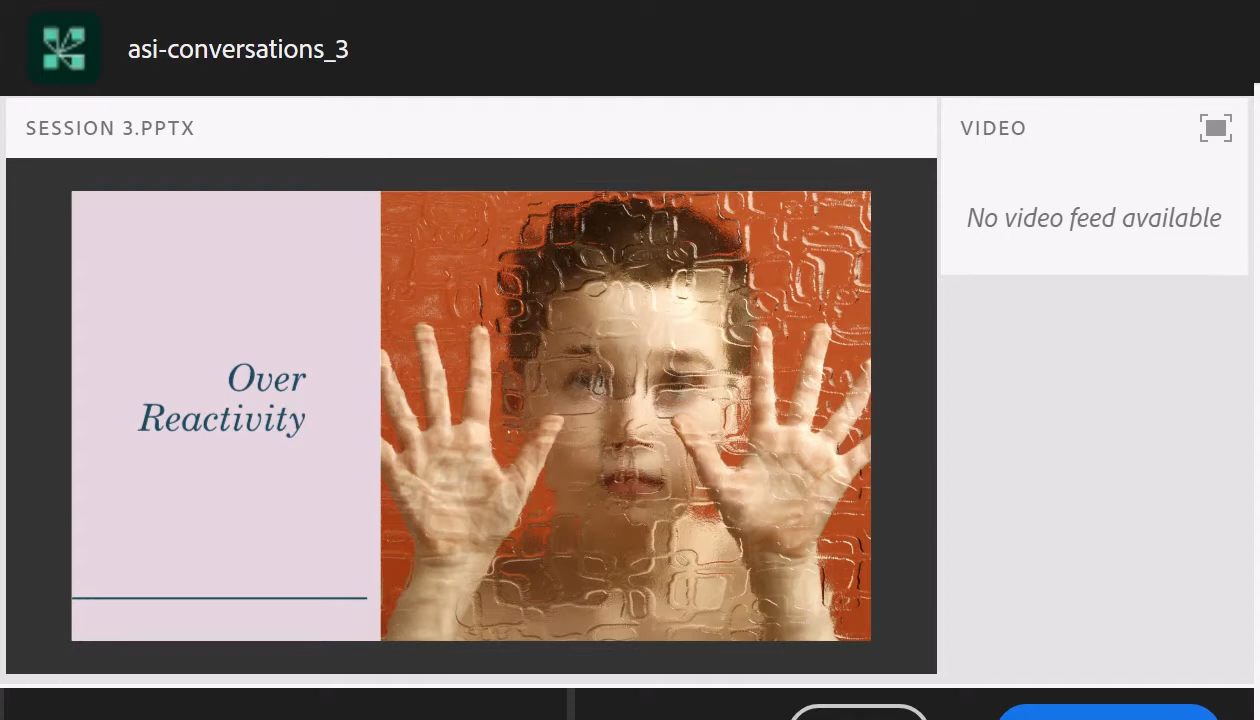 asi-conversations_3
SESSION 3.PPTX
VIDEO
No video feed available
Over
Reactivity